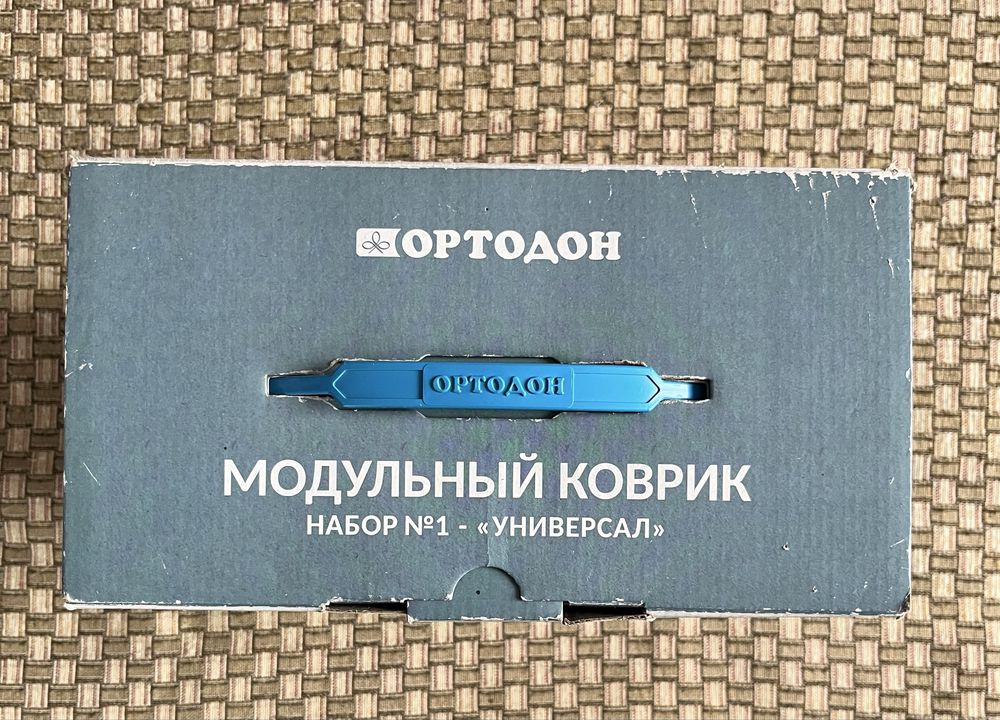 ОРТОДОН
ОРТОДОН
МОДУЛЬНЫЙ КОВРИК
НАБОР №1 - «УНИВЕРСАЛ»